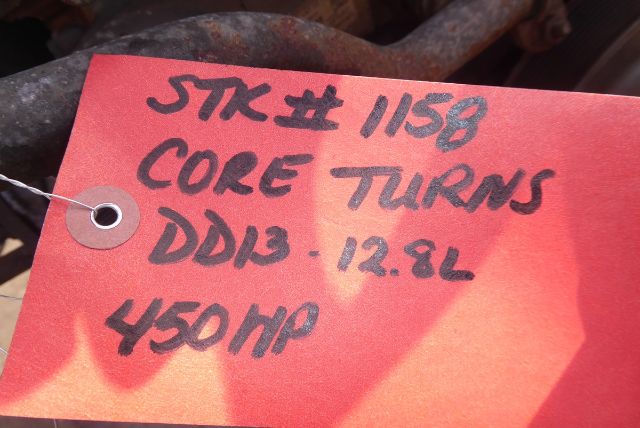 STK# 1158
CORE TURNS
DD13 - 12.8L
450 HP